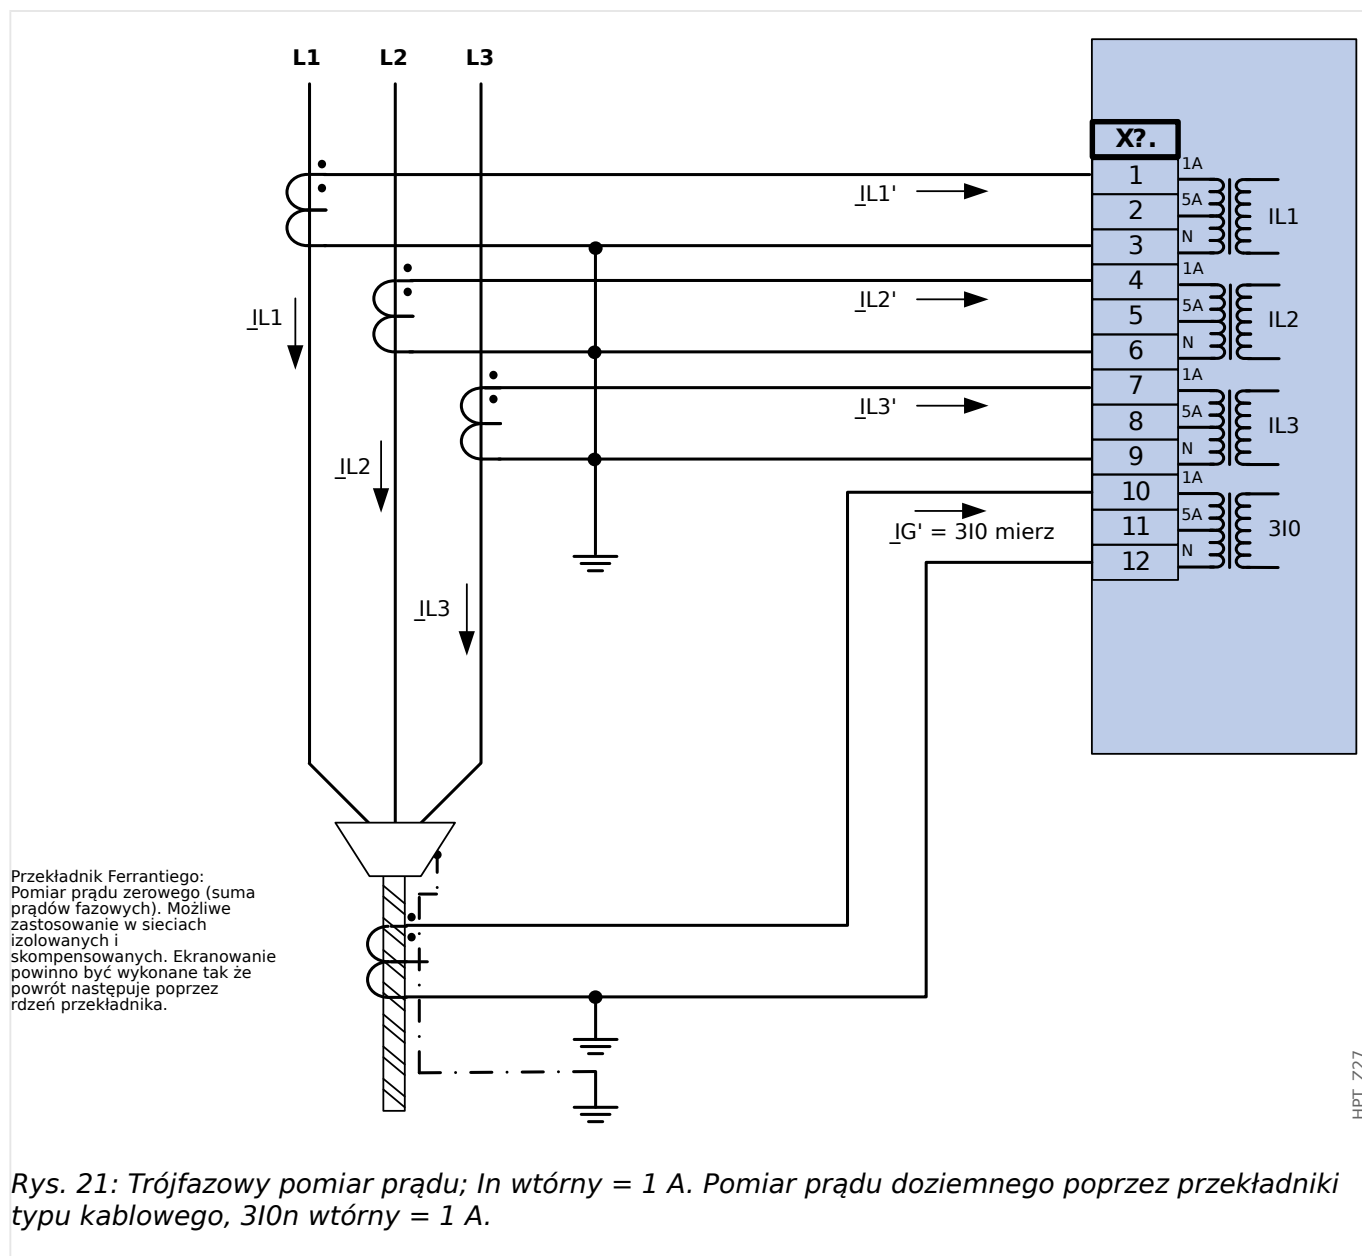 L1 L2 L3
X?.
1 1A
IL1'
2 5A IL1
3 N
4 1A
IL2'
5 5A IL2
IL1
6 N
7 1A
IL3'
8 5A IL3
9 N
IL2
10 1A
11 5A 3I0
IG' = 3I0 mierz
12 N
IL3
Przekładnik Ferrantiego:
Pomiar prądu zerowego (suma
prądów fazowych). Możliwe
zastosowanie w sieciach
izolowanych i
skompensowanych. Ekranowanie
powinno być wykonane tak że
powrót następuje poprzez
rdzeń przekładnika.
HPT_Z27
Rys. 21: Trójfazowy pomiar prądu; In wtórny = 1 A. Pomiar prądu doziemnego poprzez przekładniki
typu kablowego, 3I0n wtórny = 1 A.